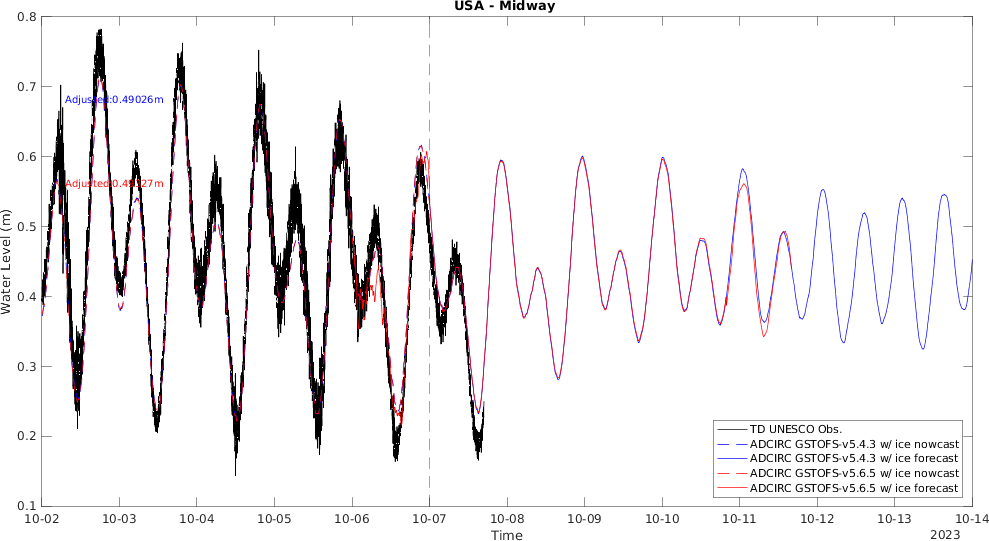 USA - Midway
Water Level (m)
0.8
0.7
0.6
0.5
0.4
0.3
0.2
0.1
Adjusted:0.49026m
TD UNESCO Obs.
ADCIRC GSTOFS-v5.4.3 w/ ice nowcast
ADCIRC GSTOFS-v5.4.3 w/ ice forecast
ADCIRC GSTOFS-v5.6.5 w/ ice nowcast
ADCIRC GSTOFS-v5.6.5 w/ ice forecast
10-02 10-03 10-04 10-05 10-06 10-07 10-08 10-09 10-10 10-11 10-12 10-13 10-14
Time
2023